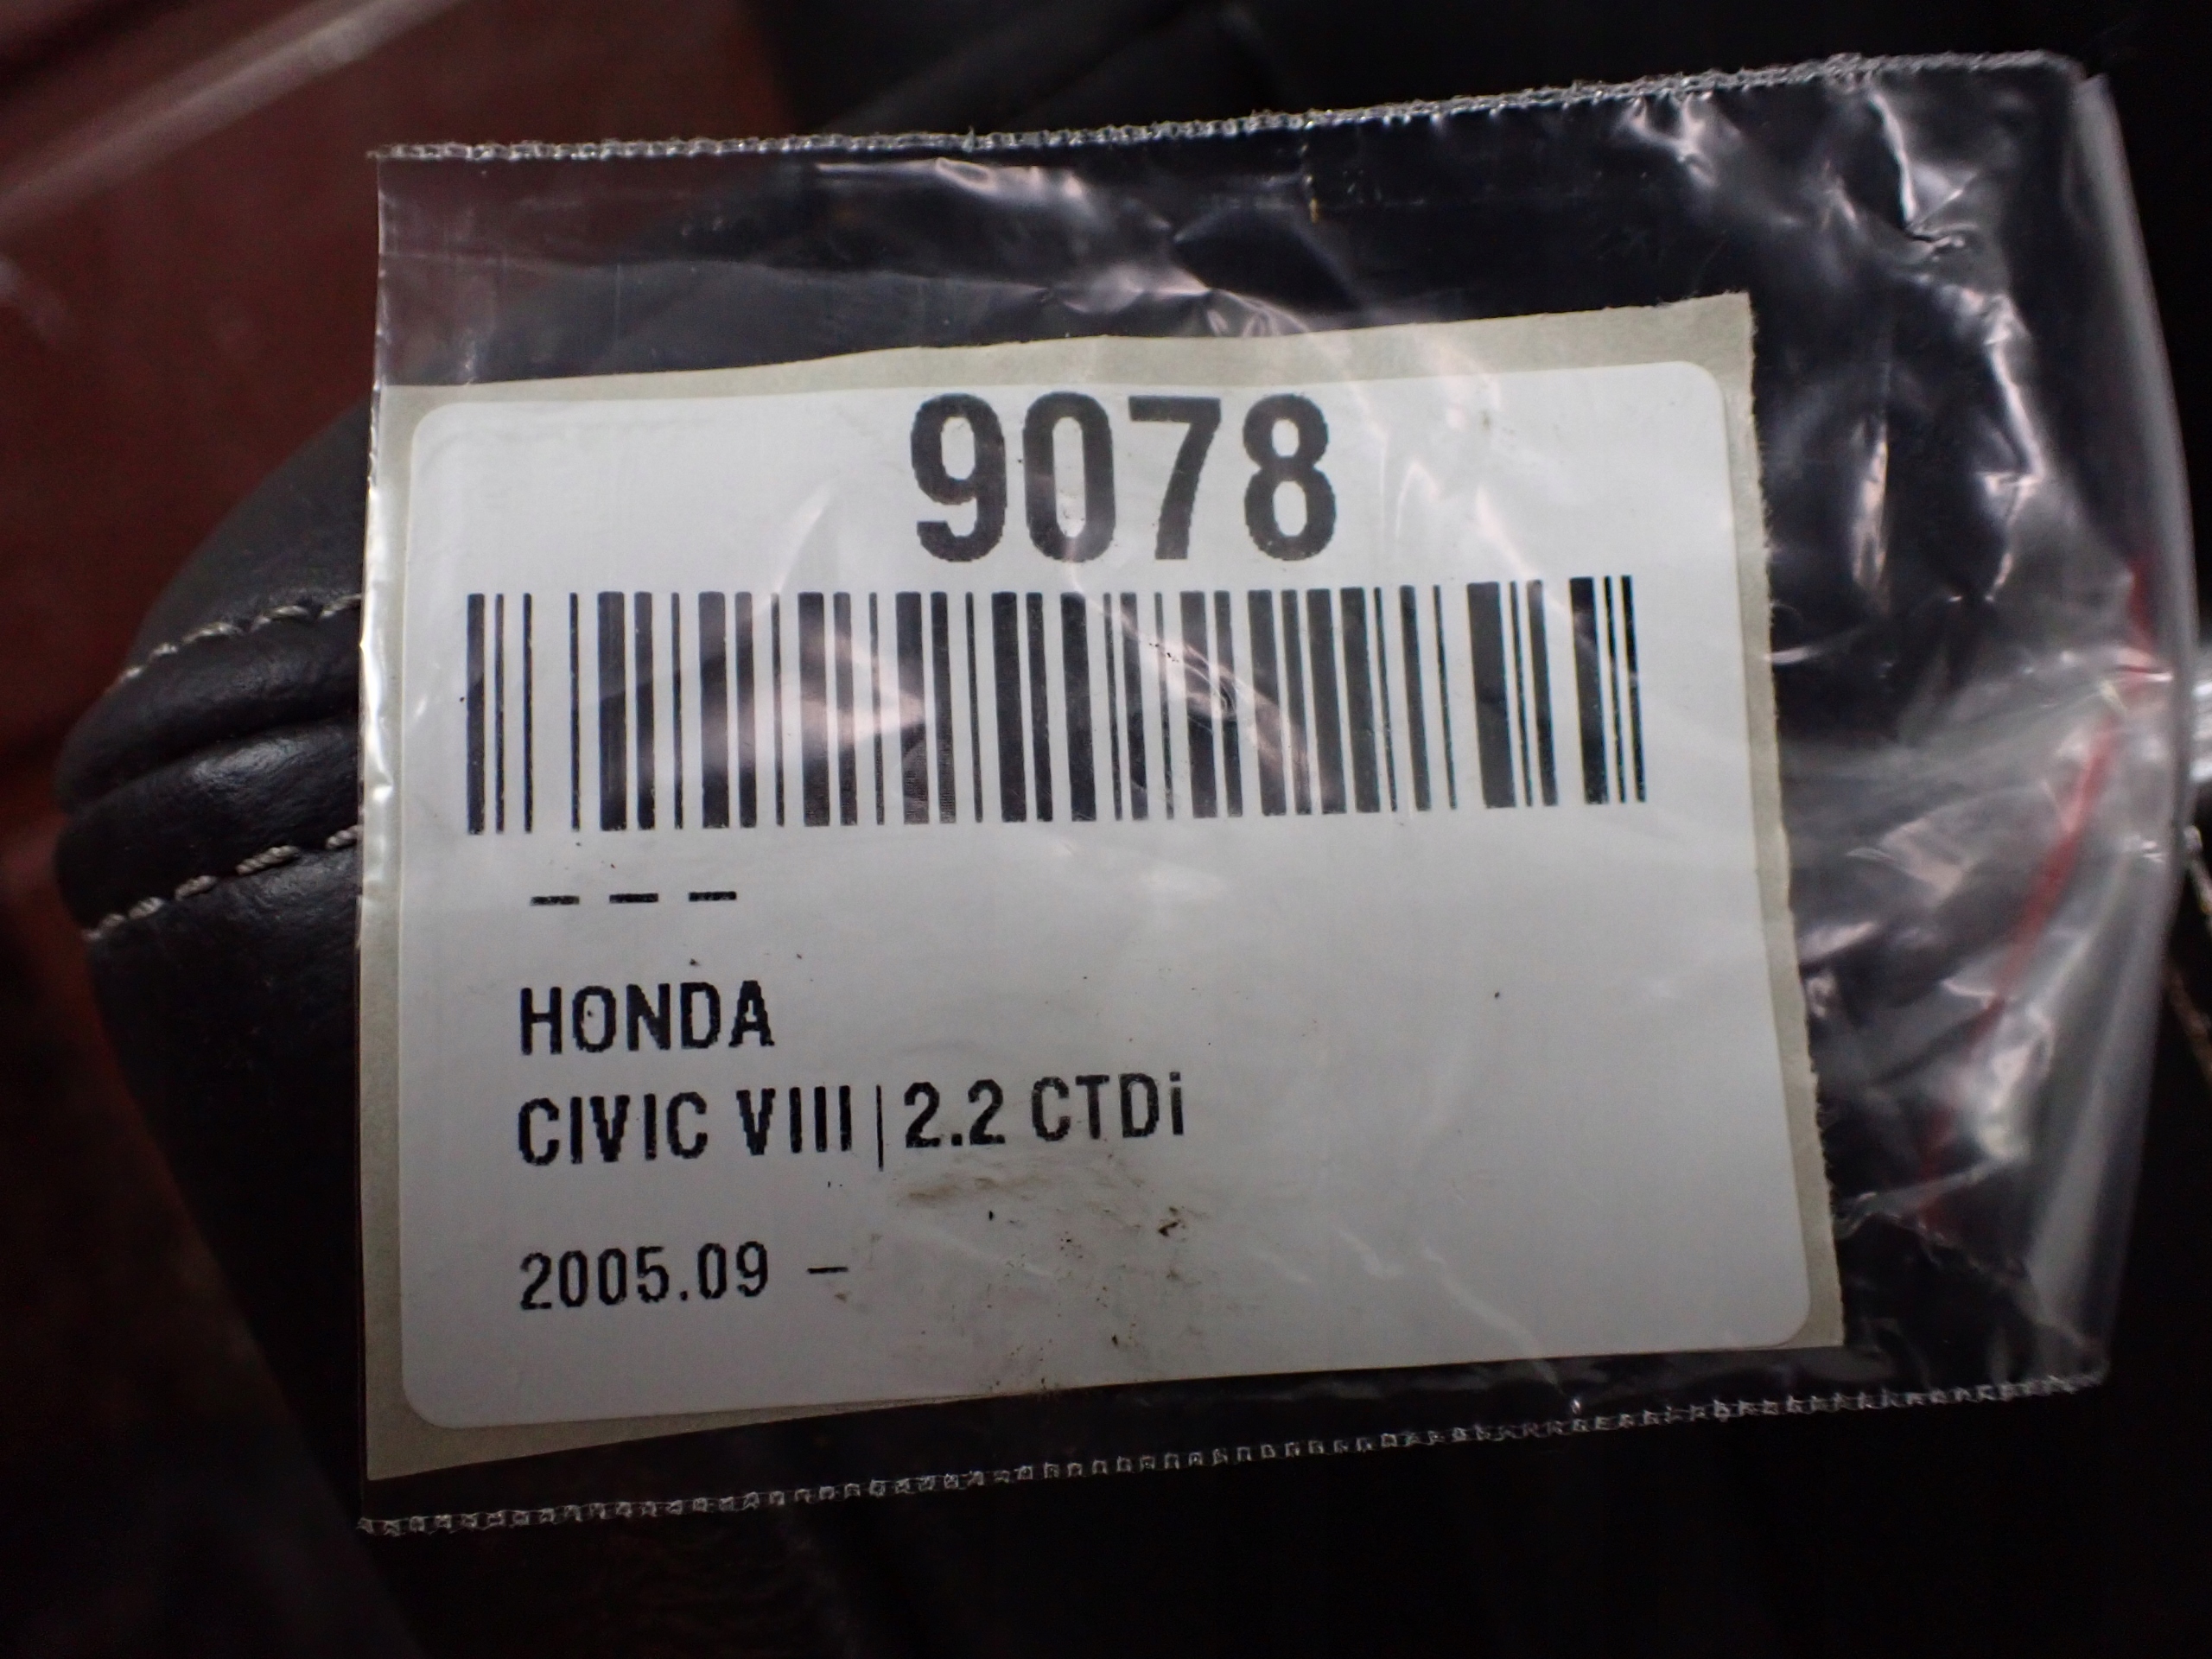 9078
– – –
HONDA
CIVIC VIII | 2.2 CTDi
2005.09 –